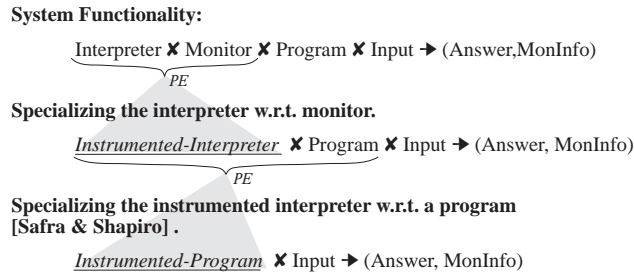 System Functionality:
Interpreter ✘ Monitor ✘ Program ✘ Input ➔ (Answer,MonInfo)
PE
Specializing the interpreter w.r.t. monitor.
Instrumented-Interpreter ✘ Program ✘ Input ➔ (Answer, MonInfo)
PE
Specializing the instrumented interpreter w.r.t. a program
[Safra & Shapiro] .
Instrumented-Program ✘ Input ➔ (Answer, MonInfo)